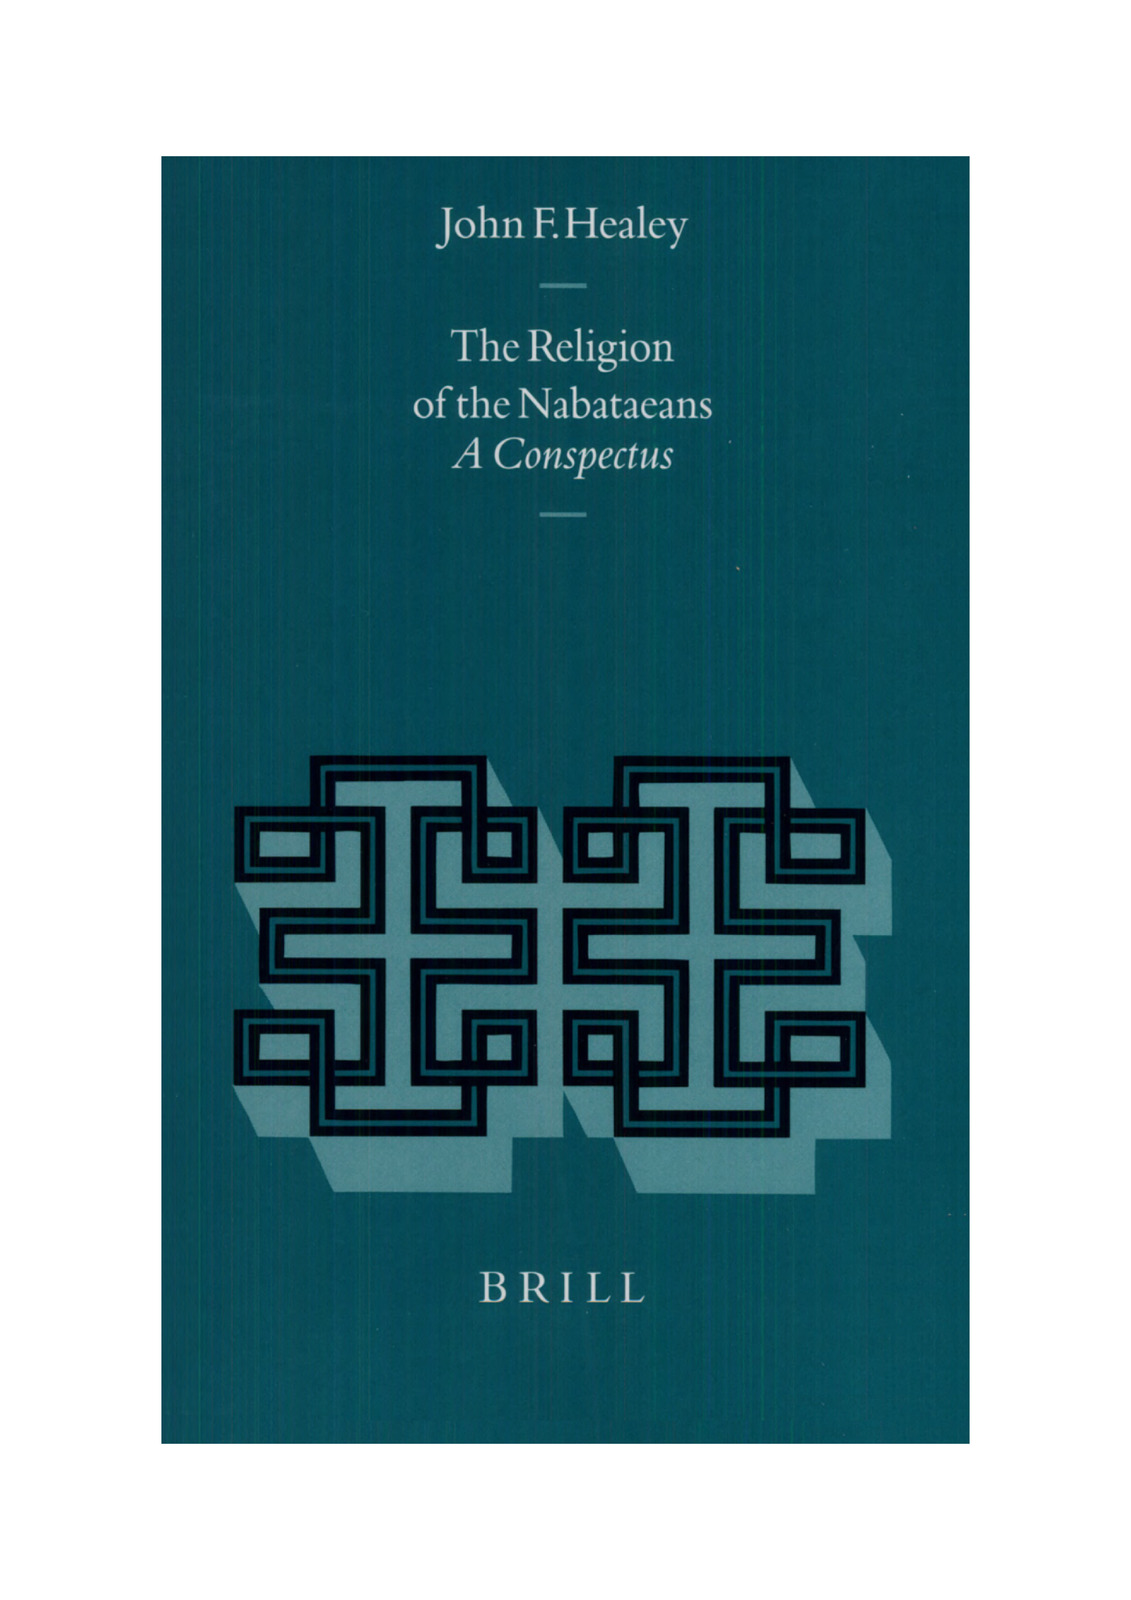 John F. Healey
The Religion
of the Nabataeans
A Conspectus
BRILL